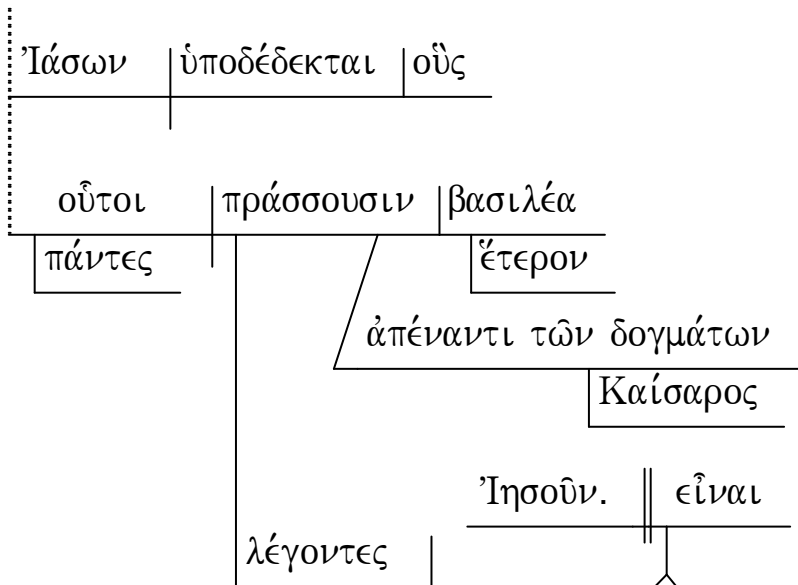 Ἰάσων ὑποδέδεκται οὓς
οὗτοι πράσσουσιν βασιλέα
πάντες ἕτερον
ἀπέναντι τῶν δογμάτων
Καίσαρος
Ἰησοῦν. εἶναι
λέγοντες